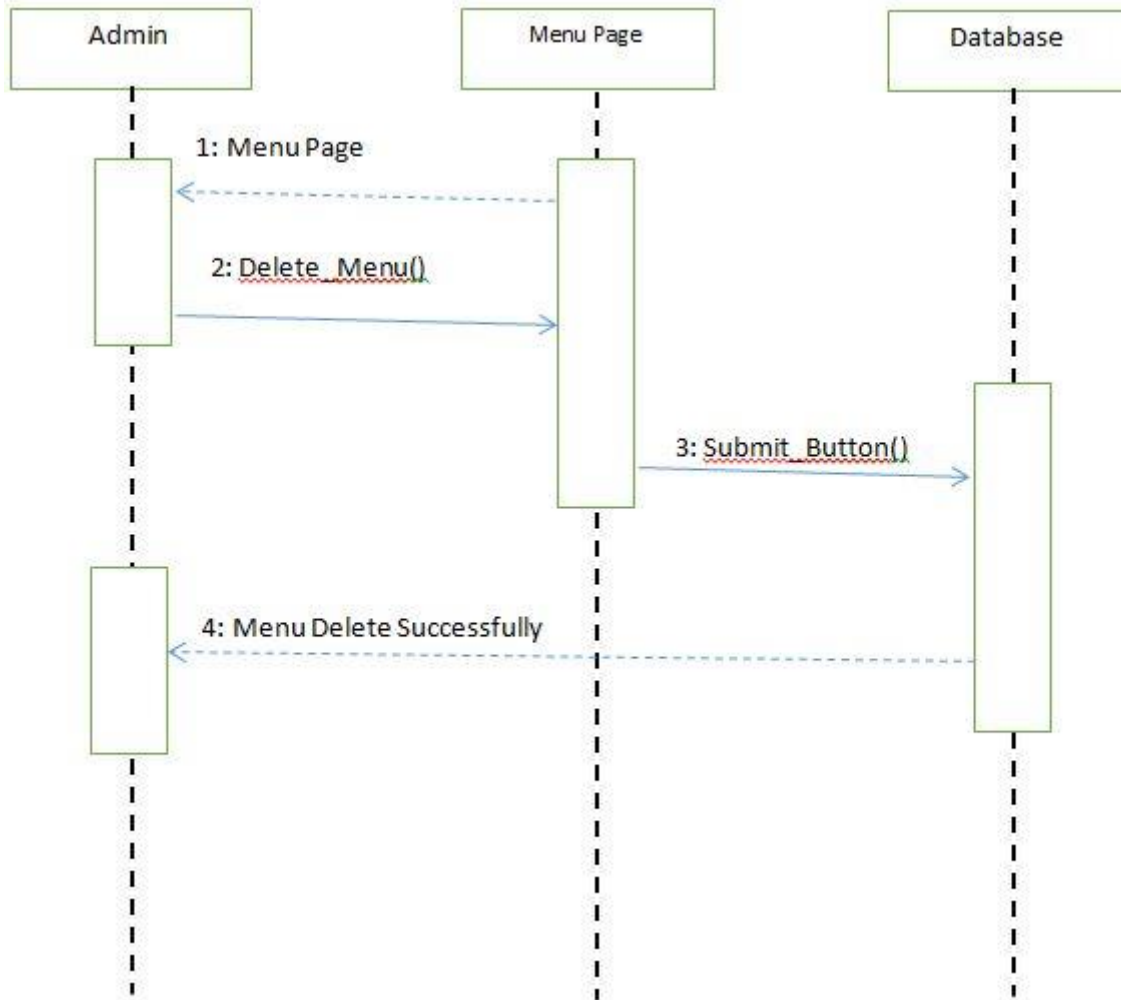 Admin
Menu Page
Database
1: Menu Page
2: Delete_Menu()
3: Submit_Button()
4: Menu Delete Successfully